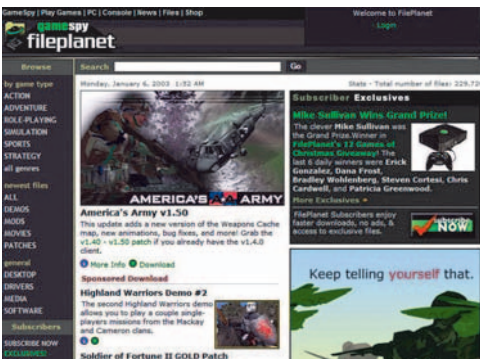 GameSpy | Play Games | PC | Console | News | Files | Shop
Welcome to FilePlanet
Login
gamespy
fileplanet
Browse
Search
Go
by game type
ACTION
ADVENTURE
ROLE-PLAYING
SIMULATION
SPORTS
STRATEGY
all genres
newest files
ALL
DEMOS
MODS
MOVIES
PATCHES
general
DESKTOP
DRIVERS
MEDIA
SOFTWARE
Subscribers
SUBSCRIBE NOW
EXCLUSIVES!
Monday, January 6, 2003 1:52 AM
Stats - Total number of files: 229,72
AMERICA'S ARMY
America's Army v1.50
This update adds a new version of the Weapons Cache
map, new animations, bug fixes, and more! Grab the
v1.40 - v1.50 patch if you already have the v1.4.0
client.
More Info Download
Sponsored Download
Highland Warriors Demo #2
The second Highland Warriors demo
allows you to play a couple single-
players missions from the Mackay
and Cameron clans.
Soldier of Fortune II GOLD Patch
Subscriber Exclusives
Mike Sullivan Wins Grand Prize!
The clever Mike Sullivan was
the Grand Prize Winner in
FilePlanet's 12 Games of
Christmas Giveaway! The
last 6 daily winners were Erick
Gonzalez, Dana Frost,
Bradley Wohlenberg, Steven Cortesi, Chris
Cardwell, and Patricia Greenwood.
More Exclusives
FilePlanet Subscribers enjoy
faster downloads, no ads, &
access to exclusive files.
subscribe
NOW
Keep telling yourself that.